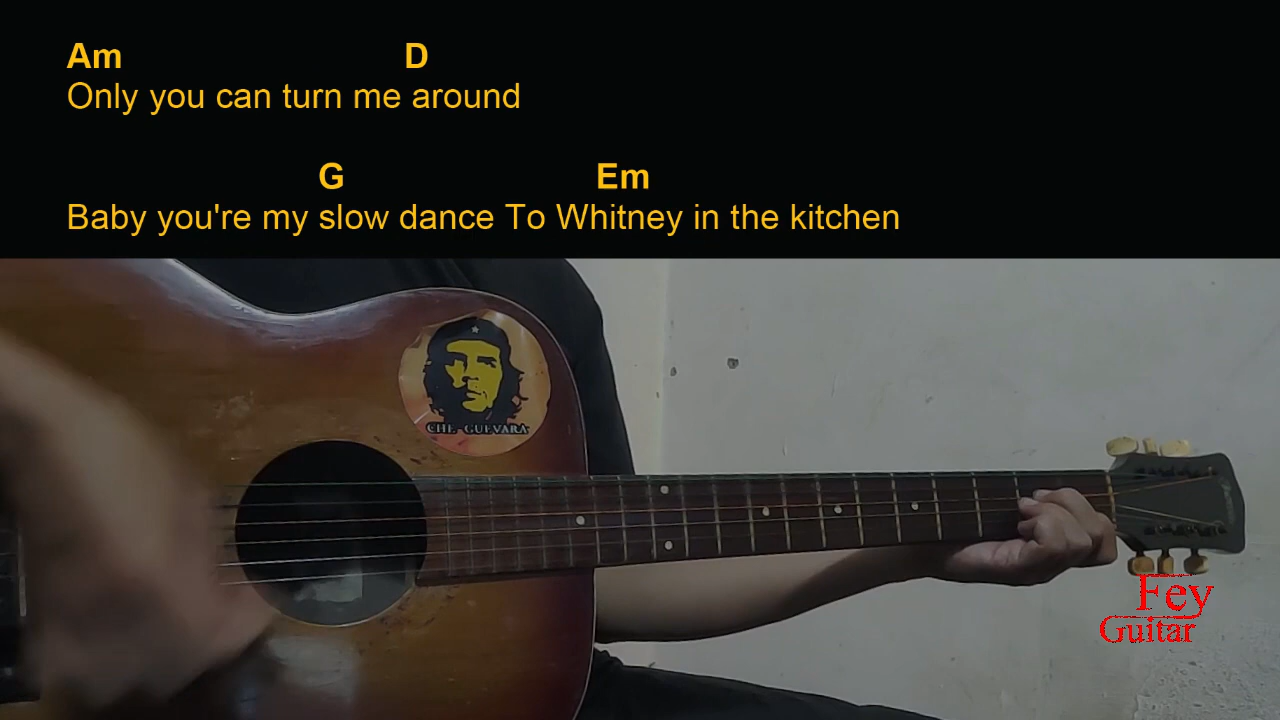 Am D
Only you can turn me around
G Em
Baby you're my slow dance To Whitney in the kitchen
CHE GUEVARA
Fey
Guitar